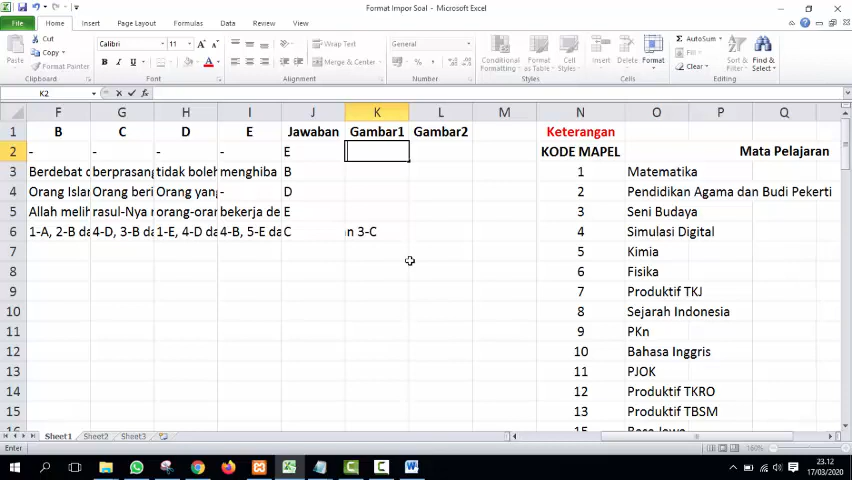 Format Impor Soal - Microsoft Excel
File Home Insert Page Layout Formulas Data Review View
Paste Cut Copy Format Painter Clipboard
Calibri 11 B I U Font
Wrap Text Merge & Center Alignment
General Number
Conditional Formatting Format as Table Cell Styles Styles
Insert Delete Format Cells
AutoSum Fill Clear Sort & Filter Find & Select Editing
K2
F G H I J K L M N O P Q
1 B C D E Jawaban Gambar1 Gambar2 Keterangan
2 - - - - E KODE MAPEL Mata Pelajaran
3 Berdebat berprasang tidak boleh menghiba B 1 Matematika
4 Orang Islar Orang beri Orang yang - D 2 Pendidikan Agama dan Budi Pekerti
5 Allah melih rasul-Nya orang-orar bekerja de E 3 Seni Budaya
6 1-A, 2-B da 4-D, 3-B da 1-E, 4-D da 4-B, 5-E da C n 3-C 4 Simulasi Digital
7 5 Kimia
8 6 Fisika
9 7 Produktif TKJ
10 8 Sejarah Indonesia
11 9 PKn
12 10 Bahasa Inggris
13 11 PJOK
14 12 Produktif TKRO
15 13 Produktif TBSM
Sheet1 Sheet2 Sheet3
Enter 160%
23.12
17/03/2020